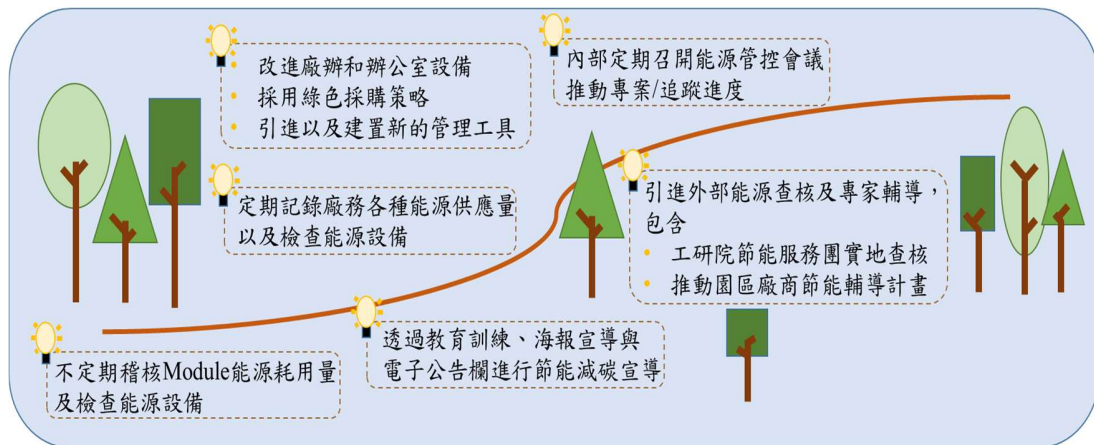 改進廠辦和辦公室設備
採用綠色採購策略
引進以及建置新的管理工具
內部定期召開能源管控會議
推動專案/追蹤進度
定期記錄廠務各種能源供應量
以及檢查能源設備
引進外部能源查核及專家輔導，
包含
工研院節能服務團實地查核
推動園區廠商節能輔導計畫
不定期稽核Module能源耗用量
及檢查能源設備
透過教育訓練、海報宣導與
電子公告欄進行節能減碳宣導